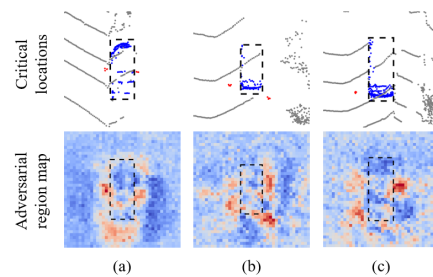 Critical
locations
Adversarial
region map
(a)
(b)
(c)